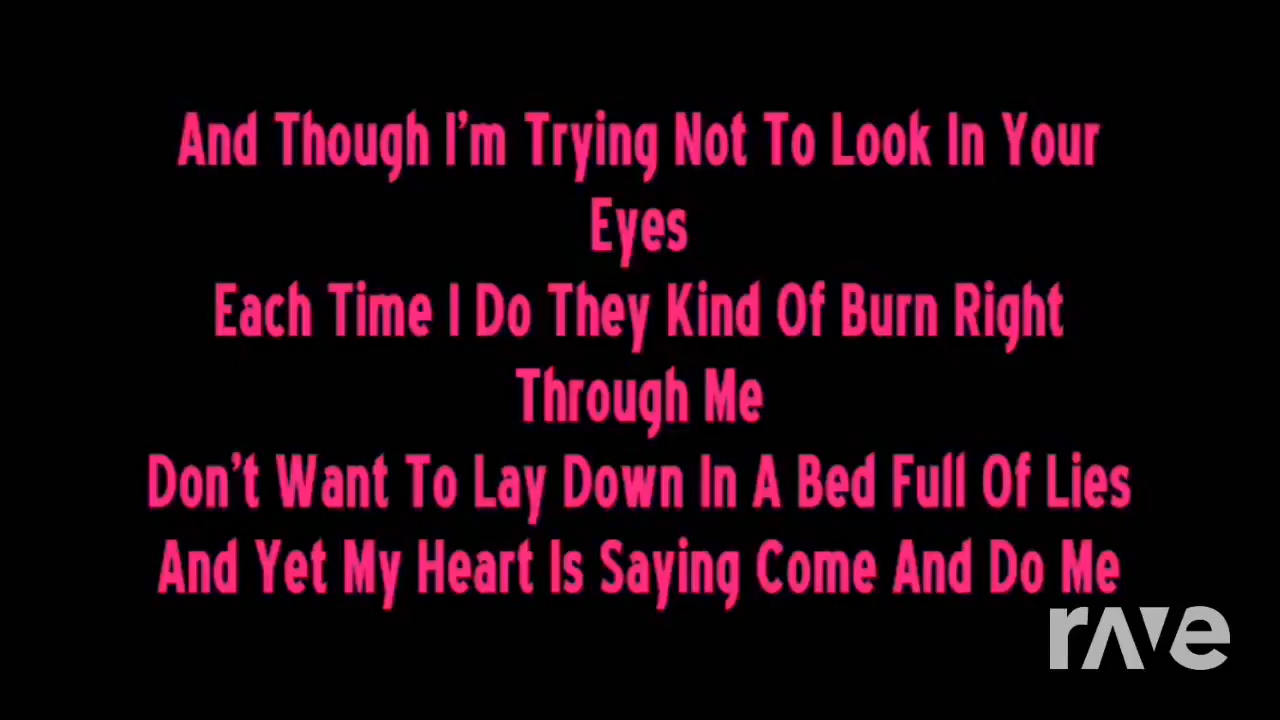 And Though I'm Trying Not To Look In Your
Eyes
Each Time I Do They Kind Of Burn Right
Through Me
Don't Want To Lay Down In A Bed Full Of Lies
And Yet My Heart Is Saying Come And Do Me
rave